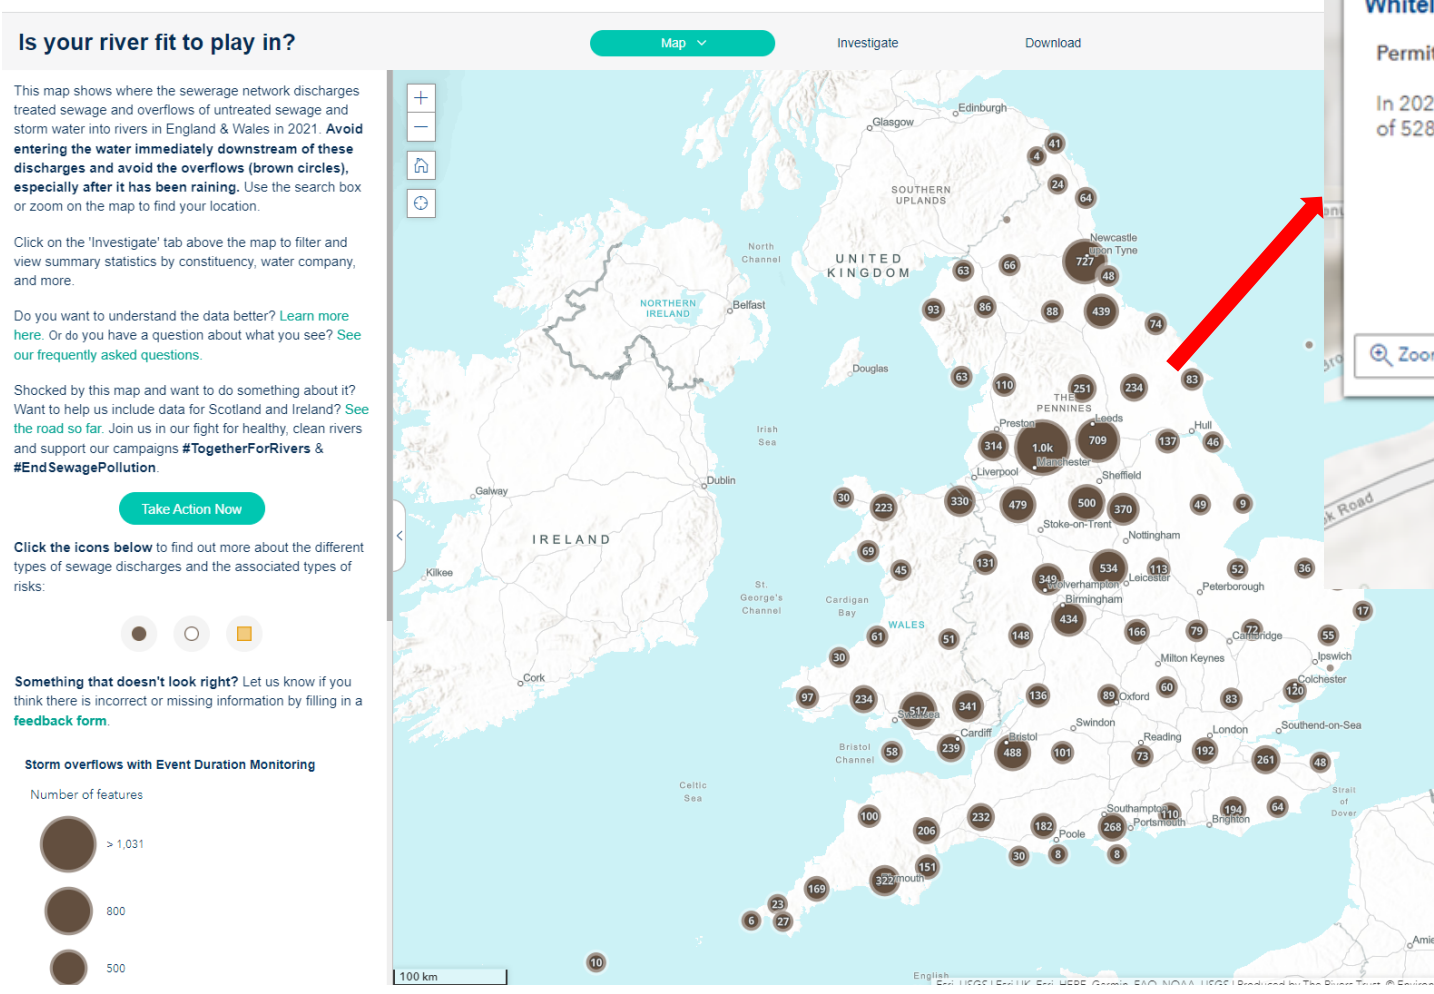 Is your river fit to play in?
Map
Investigate
Download
This map shows where the sewerage network discharges
treated sewage and overflows of untreated sewage and
storm water into rivers in England & Wales in 2021. Avoid
entering the water immediately downstream of these
discharges and avoid the overflows (brown circles),
especially after it has been raining. Use the search box
or zoom on the map to find your location.
Click on the 'Investigate' tab above the map to filter and
view summary statistics by constituency, water company,
and more.
Do you want to understand the data better? Learn more
here. Or do you have a question about what you see? See
our frequently asked questions.
Shocked by this map and want to do something about it?
Want to help us include data for Scotland and Ireland? See
the road so far. Join us in our fight for healthy, clean rivers
and support our campaigns #TogetherForRivers &
#EndSewagePollution.
Take Action Now
Click the icons below to find out more about the different
types of sewage discharges and the associated types of
risks:
Something that doesn't look right? Let us know if you
think there is incorrect or missing information by filling in a
feedback form.
Storm overflows with Event Duration Monitoring
Number of features
> 1,031
800
500
Edinburgh
Glasgow
41
4
24
64
SOUTHERN
UPLANDS
North
Channel
UNITED
KINGDOM
Newcastle
upon Tyne
727
48
63
66
NORTHERN
IRELAND
Belfast
93
86
88
439
74
Douglas
63
110
251
234
83
THE
PENNINES
Preston
Leeds
Hull
Irish
Sea
314
1.0k
709
137
46
Manchester
Liverpool
Sheffield
Dublin
Galway
30
223
330
479
500
370
49
9
Stoke-on-Trent
Nottingham
IRELAND
69
45
131
349
534
113
52
36
Wolverhampton
Leicester
Peterborough
Kilkee
St.
George's
Channel
Cardigan
Bay
Birmingham
17
WALES
434
61
51
148
166
79
72
Cambridge
55
30
Milton Keynes
Ipswich
Cork
Colchester
97
234
517
Swansea
341
136
89
Oxford
60
83
120
Swindon
Cardiff
Bristol
Reading
London
Southend-on-Sea
Bristol
Channel
58
239
488
101
73
192
261
48
Celtic
Sea
Strait
of
Dover
100
206
232
182
Poole
Southampton
268
Portsmouth
110
194
Brighton
64
30
8
8
151
322
mouth
169
23
6
27
10
100 km
English
Amie
Permit
In 202
of 528
Zoom
k Road